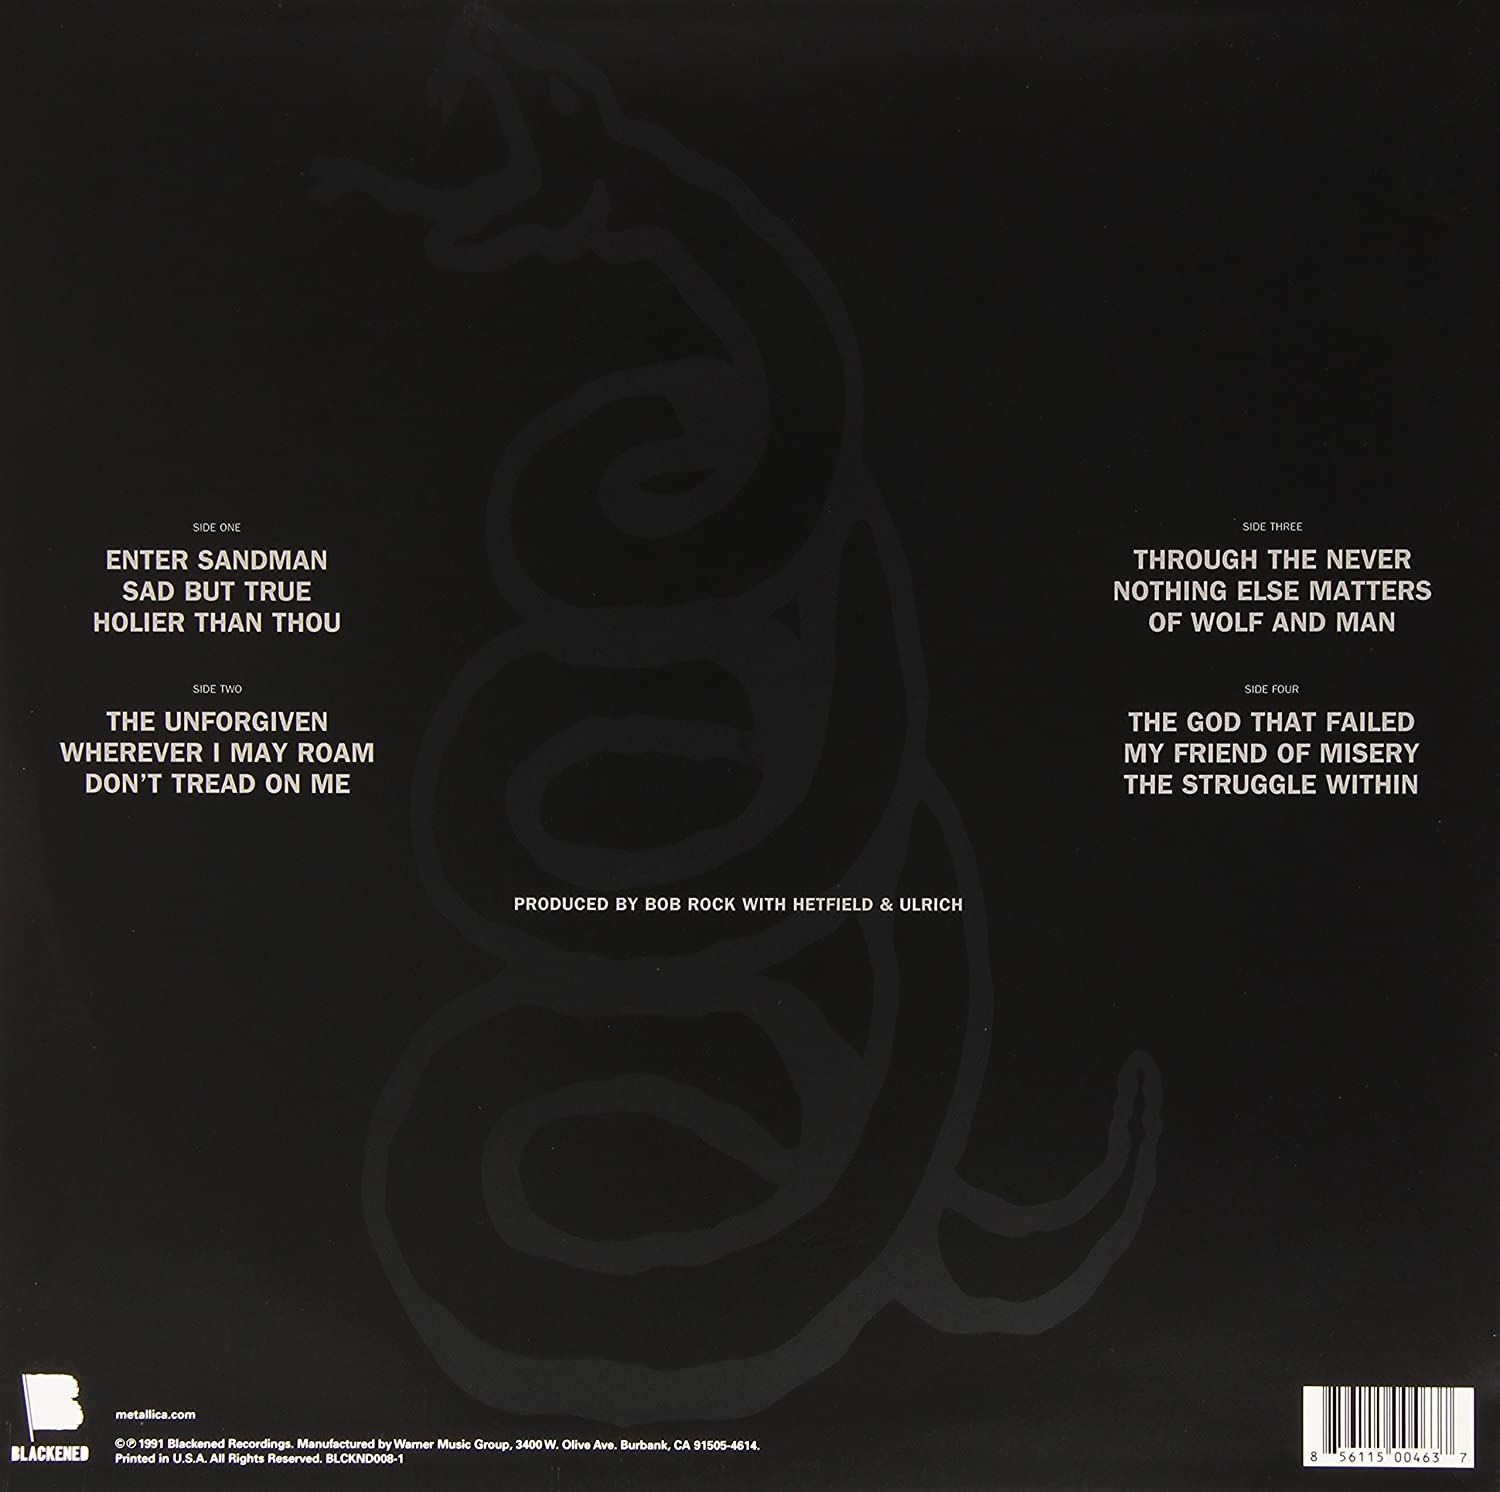 SIDE ONE
ENTER SANDMAN
SAD BUT TRUE
HOLIER THAN THOU
SIDE TWO
THE UNFORGIVEN
WHEREVER I MAY ROAM
DON'T TREAD ON ME
SIDE THREE
THROUGH THE NEVER
NOTHING ELSE MATTERS
OF WOLF AND MAN
SIDE FOUR
THE GOD THAT FAILED
MY FRIEND OF MISERY
THE STRUGGLE WITHIN
PRODUCED BY BOB ROCK WITH HETFIELD & ULRICH
B
BLACKENED
metallica.com
©℗ 1991 Blackened Recordings. Manufactured by Warner Music Group, 3400 W. Olive Ave. Burbank, CA 91505-4614.
Printed in U.S.A. All Rights Reserved. BLCKND008-1
8 56115 00463 7